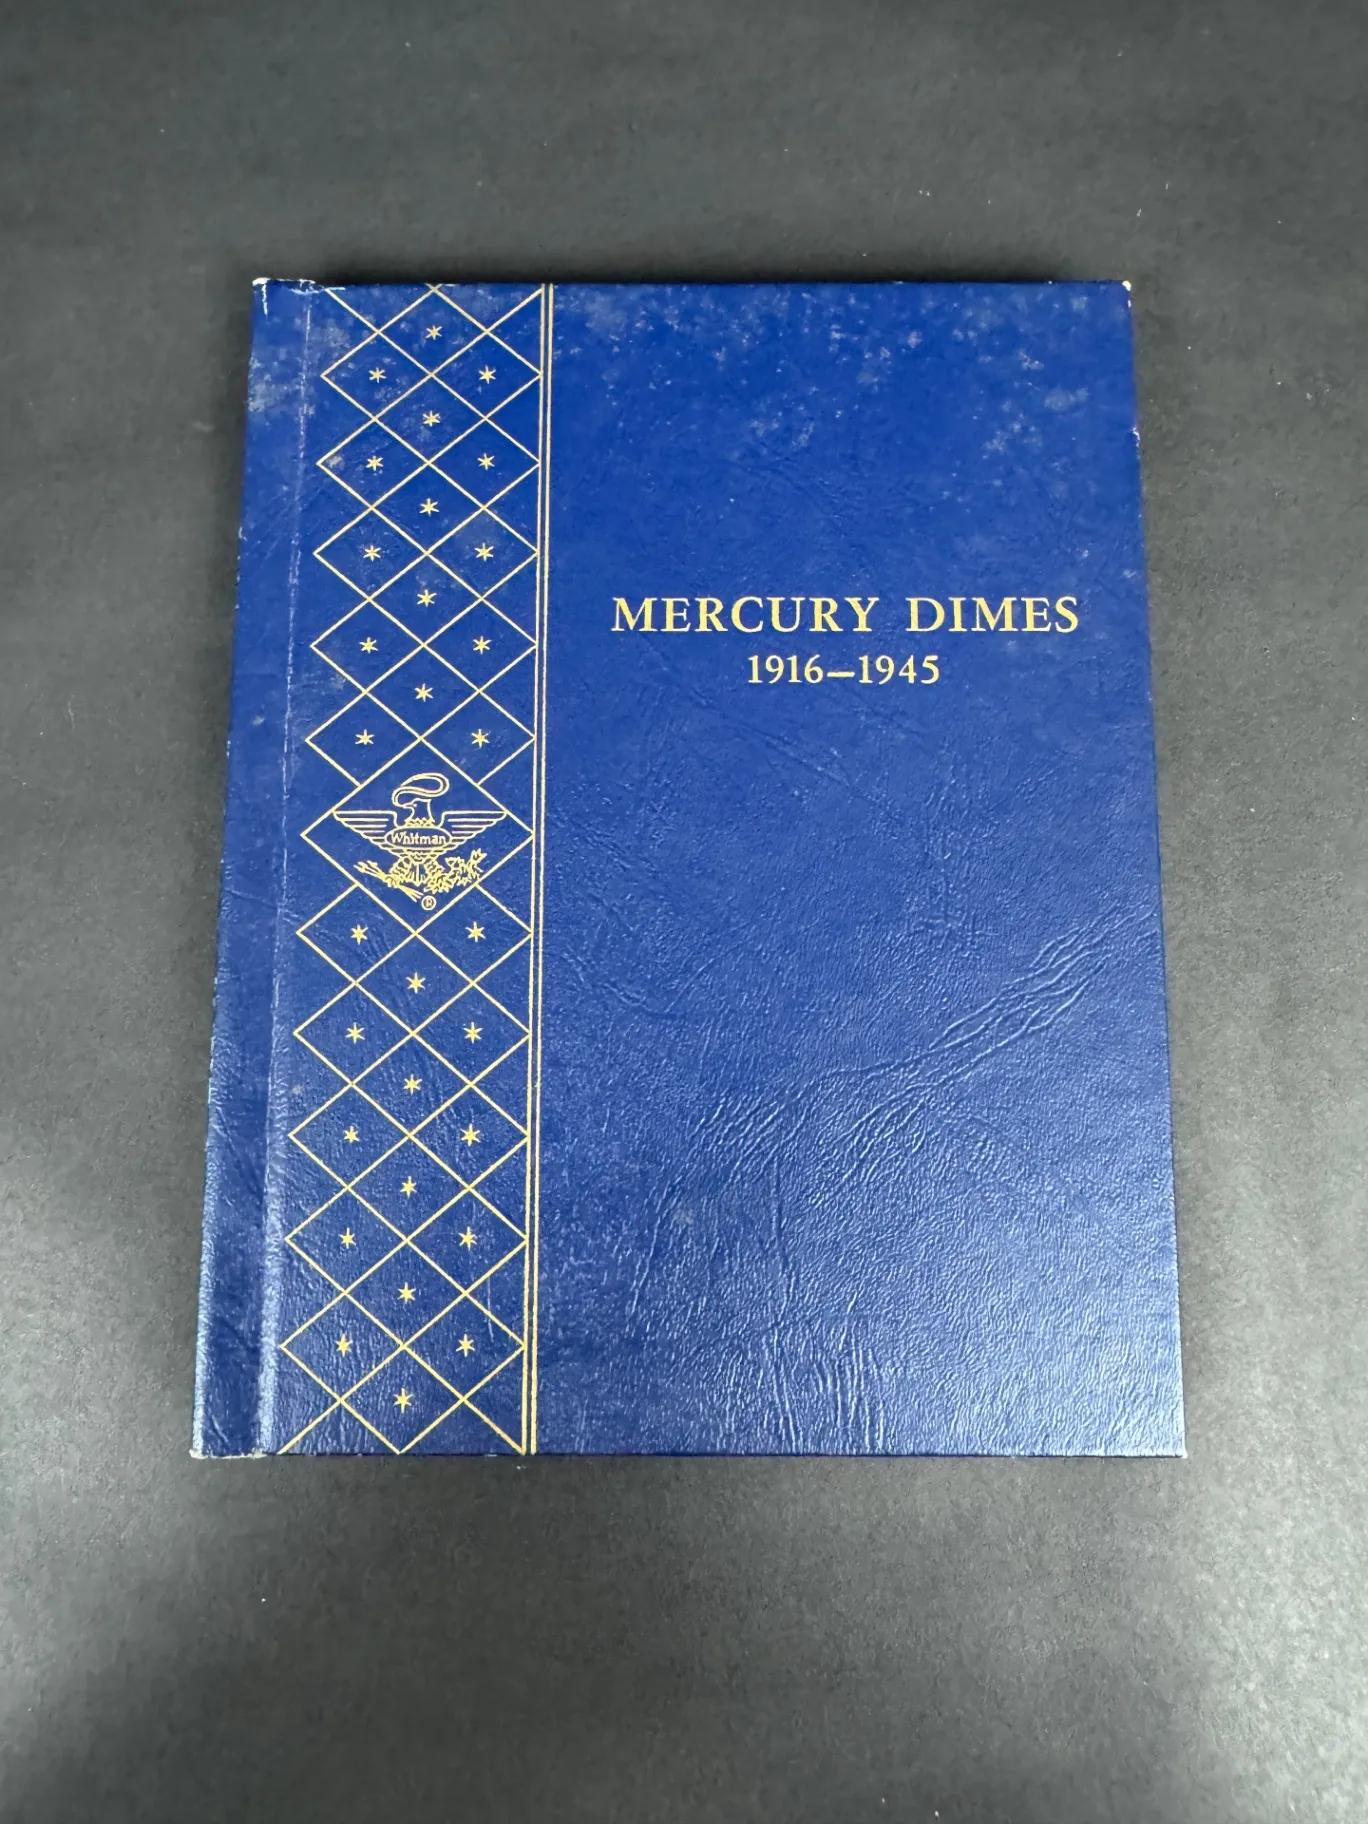 MERCURY DIMES
1916–1945
Whitman
®